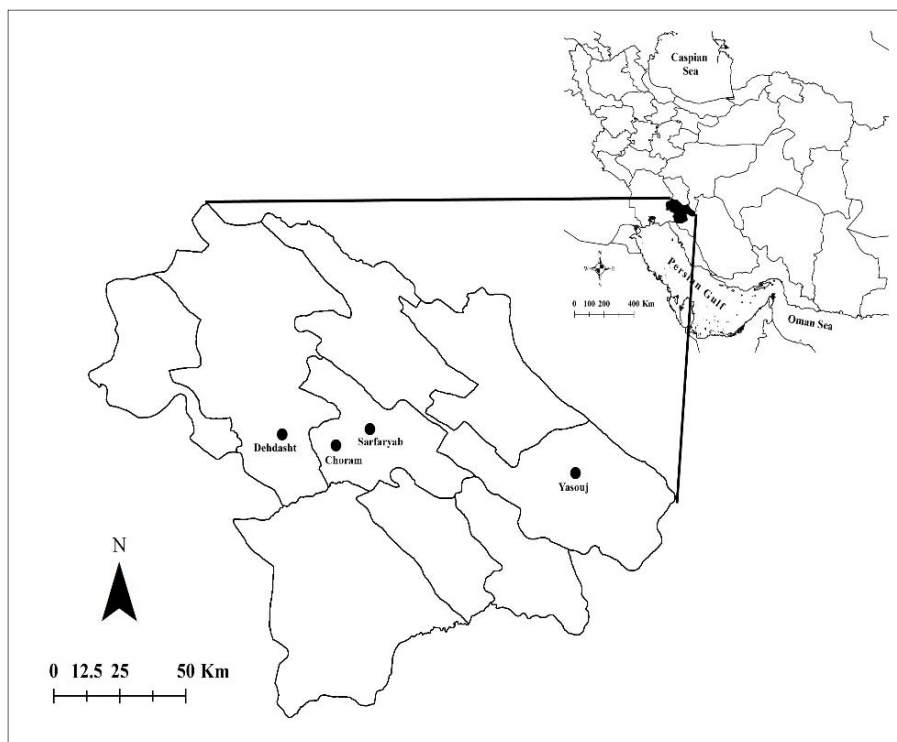 Caspian
Sea
Persian Gulf
Oman Sea
N
W
E
S
0 100 200 400 Km
Dehdasht
Sarfaryab
Choram
Yasouj
N
0 12.5 25 50 Km